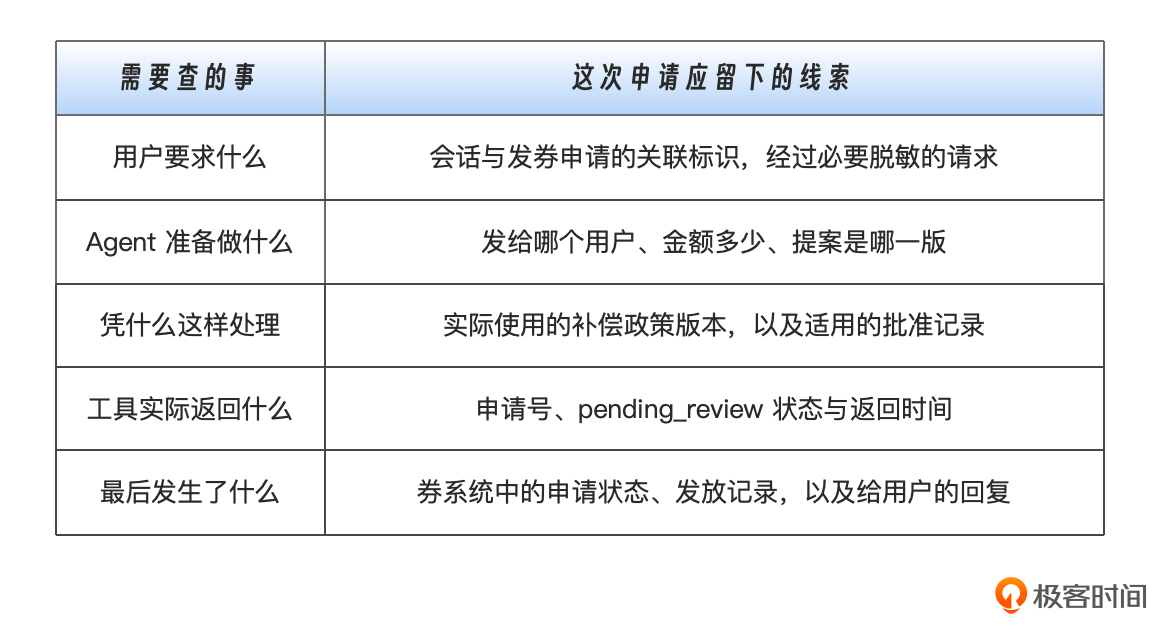 需要查的事
这次申请应留下的线索
用户要求什么
会话与发券申请的关联标识，经过必要脱敏的请求
Agent 准备做什么
发给哪个用户、金额多少、提案是哪一版
凭什么这样处理
实际使用的补偿政策版本，以及适用的批准记录
工具实际返回什么
申请号、pending_review 状态与返回时间
最后发生了什么
券系统中的申请状态、发放记录，以及给用户的回复
极客时间